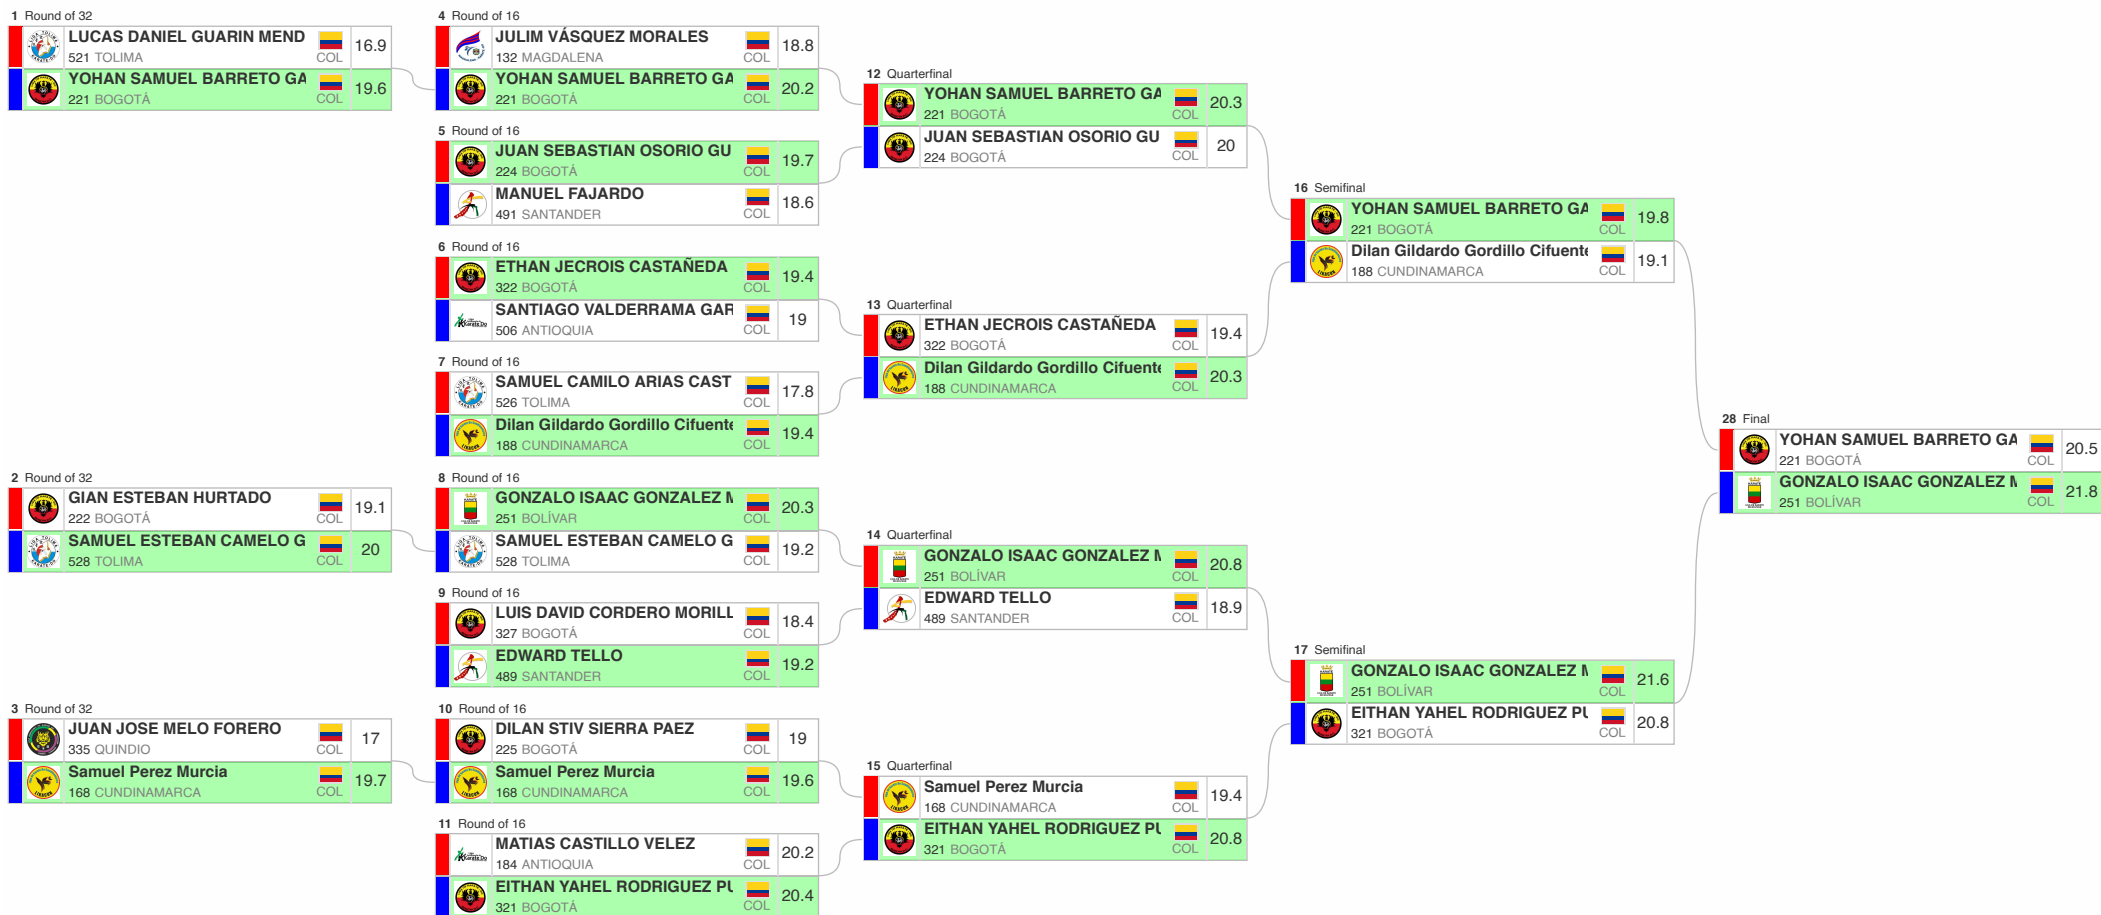 1 Round of 32
LUCAS DANIEL GUARIN MEND
521 TOLIMA
COL
16.9
YOHAN SAMUEL BARRETO GA
221 BOGOTÁ
COL
19.6
2 Round of 32
GIAN ESTEBAN HURTADO
222 BOGOTÁ
COL
19.1
SAMUEL ESTEBAN CAMELO G
528 TOLIMA
COL
20
3 Round of 32
JUAN JOSE MELO FORERO
335 QUINDIO
COL
17
Samuel Perez Murcia
168 CUNDINAMARCA
COL
19.7
4 Round of 16
JULIM VÁSQUEZ MORALES
132 MAGDALENA
COL
18.8
YOHAN SAMUEL BARRETO GA
221 BOGOTÁ
COL
20.2
5 Round of 16
JUAN SEBASTIAN OSORIO GU
224 BOGOTÁ
COL
19.7
MANUEL FAJARDO
491 SANTANDER
COL
18.6
6 Round of 16
ETHAN JECROIS CASTAÑEDA
322 BOGOTÁ
COL
19.4
SANTIAGO VALDERRAMA GAR
506 ANTIOQUIA
COL
19
7 Round of 16
SAMUEL CAMILO ARIAS CAST
526 TOLIMA
COL
17.8
Dilan Gildardo Gordillo Cifuente
188 CUNDINAMARCA
COL
19.4
8 Round of 16
GONZALO ISAAC GONZALEZ M
251 BOLÍVAR
COL
20.3
SAMUEL ESTEBAN CAMELO G
528 TOLIMA
COL
19.2
9 Round of 16
LUIS DAVID CORDERO MORILL
327 BOGOTÁ
COL
18.4
EDWARD TELLO
489 SANTANDER
COL
19.2
10 Round of 16
DILAN STIV SIERRA PAEZ
225 BOGOTÁ
COL
19
Samuel Perez Murcia
168 CUNDINAMARCA
COL
19.6
11 Round of 16
MATIAS CASTILLO VELEZ
184 ANTIOQUIA
COL
20.2
EITHAN YAHEL RODRIGUEZ PU
321 BOGOTÁ
COL
20.4
12 Quarterfinal
YOHAN SAMUEL BARRETO GA
221 BOGOTÁ
COL
20.3
JUAN SEBASTIAN OSORIO GU
224 BOGOTÁ
COL
20
13 Quarterfinal
ETHAN JECROIS CASTAÑEDA
322 BOGOTÁ
COL
19.4
Dilan Gildardo Gordillo Cifuente
188 CUNDINAMARCA
COL
20.3
14 Quarterfinal
GONZALO ISAAC GONZALEZ M
251 BOLÍVAR
COL
20.8
EDWARD TELLO
489 SANTANDER
COL
18.9
15 Quarterfinal
Samuel Perez Murcia
168 CUNDINAMARCA
COL
19.4
EITHAN YAHEL RODRIGUEZ PU
321 BOGOTÁ
COL
20.8
16 Semifinal
YOHAN SAMUEL BARRETO GA
221 BOGOTÁ
COL
19.8
Dilan Gildardo Gordillo Cifuente
188 CUNDINAMARCA
COL
19.1
17 Semifinal
GONZALO ISAAC GONZALEZ M
251 BOLÍVAR
COL
21.6
EITHAN YAHEL RODRIGUEZ PU
321 BOGOTÁ
COL
20.8
28 Final
YOHAN SAMUEL BARRETO GA
221 BOGOTÁ
COL
20.5
GONZALO ISAAC GONZALEZ M
251 BOLÍVAR
COL
21.8